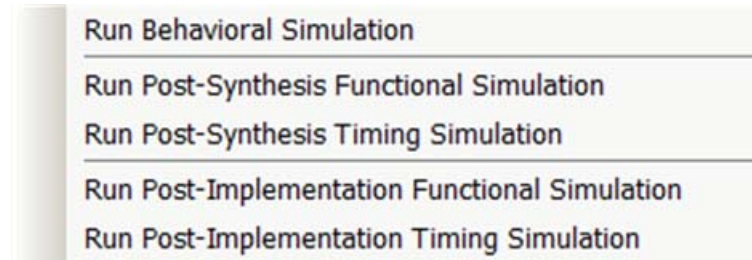 Run Behavioral Simulation
Run Post-Synthesis Functional Simulation
Run Post-Synthesis Timing Simulation
Run Post-Implementation Functional Simulation
Run Post-Implementation Timing Simulation